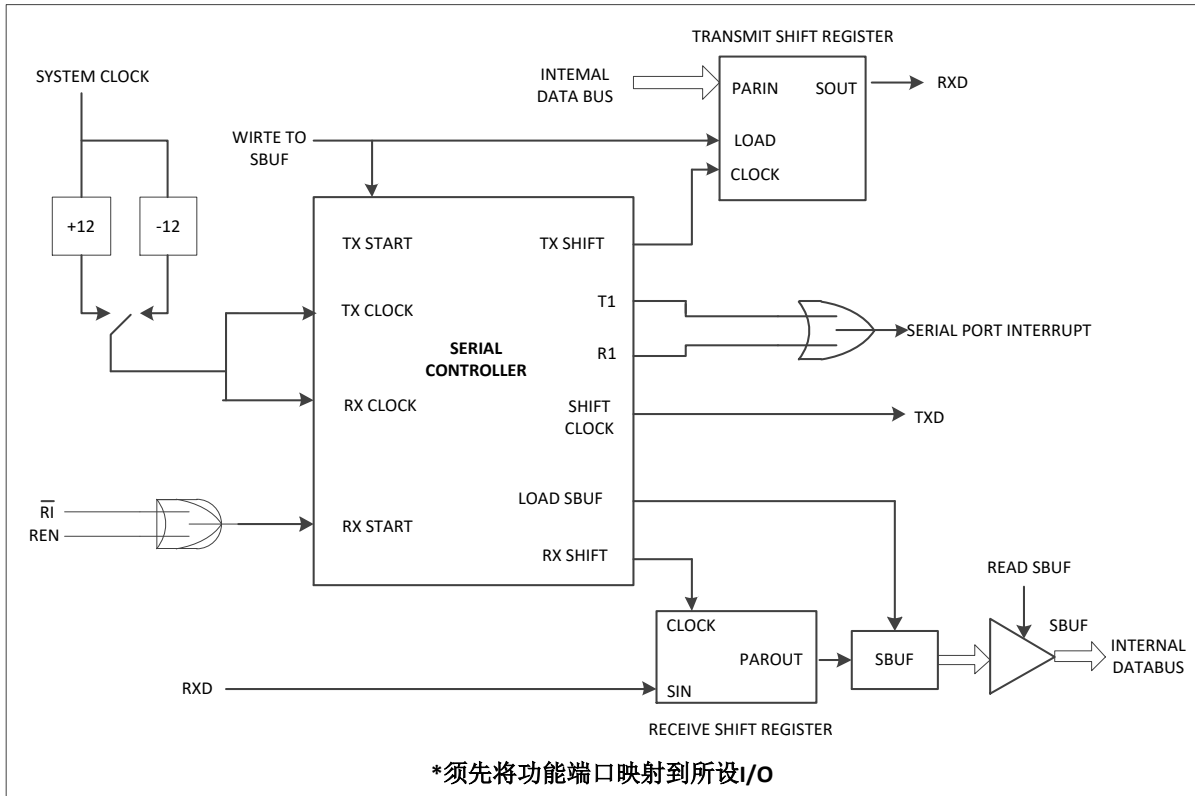 TRANSMIT SHIFT REGISTER
SYSTEM CLOCK
INTEMAL
DATA BUS
PARIN
SOUT
RXD
WIRTE TO
SBUF
LOAD
CLOCK
+12
-12
TX START
TX SHIFT
TX CLOCK
T1
SERIAL PORT INTERRUPT
SERIAL
CONTROLLER
R1
RX CLOCK
SHIFT
CLOCK
TXD
LOAD SBUF
RI
REN
RX START
RX SHIFT
READ SBUF
CLOCK
PAROUT
SBUF
SBUF
INTERNAL
DATABUS
RXD
SIN
RECEIVE SHIFT REGISTER
*须先将功能端口映射到所设I/O